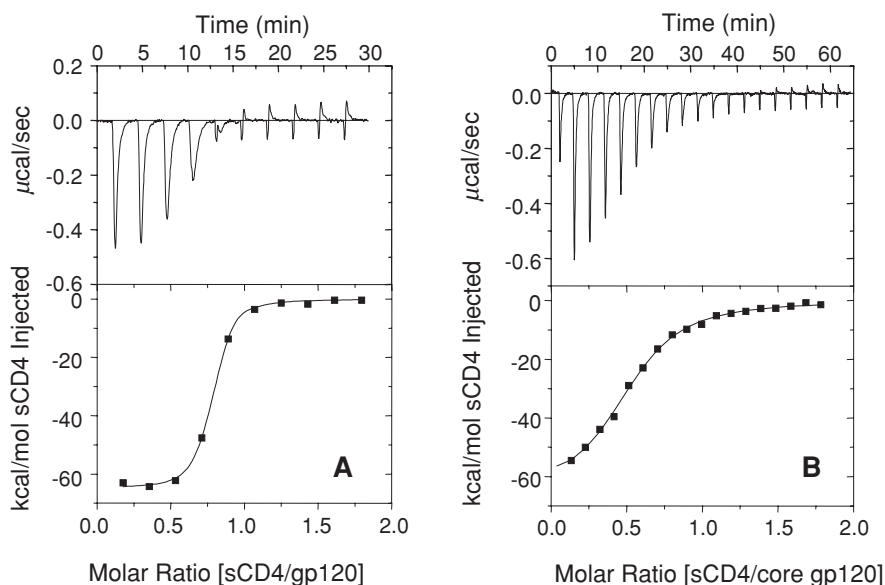 Time (min)
0 5 10 15 20 25 30
0.2
0.0
-0.2
-0.4
-0.6
µcal/sec
0
-20
-40
-60
kcal/mol sCD4 Injected
A
0.0 0.5 1.0 1.5 2.0
Molar Ratio [sCD4/gp120]
Time (min)
0 10 20 30 40 50 60
0.0
-0.2
-0.4
-0.6
µcal/sec
0
-20
-40
-60
kcal/mol sCD4 Injected
B
0.0 0.5 1.0 1.5 2.0
Molar Ratio [sCD4/core gp120]